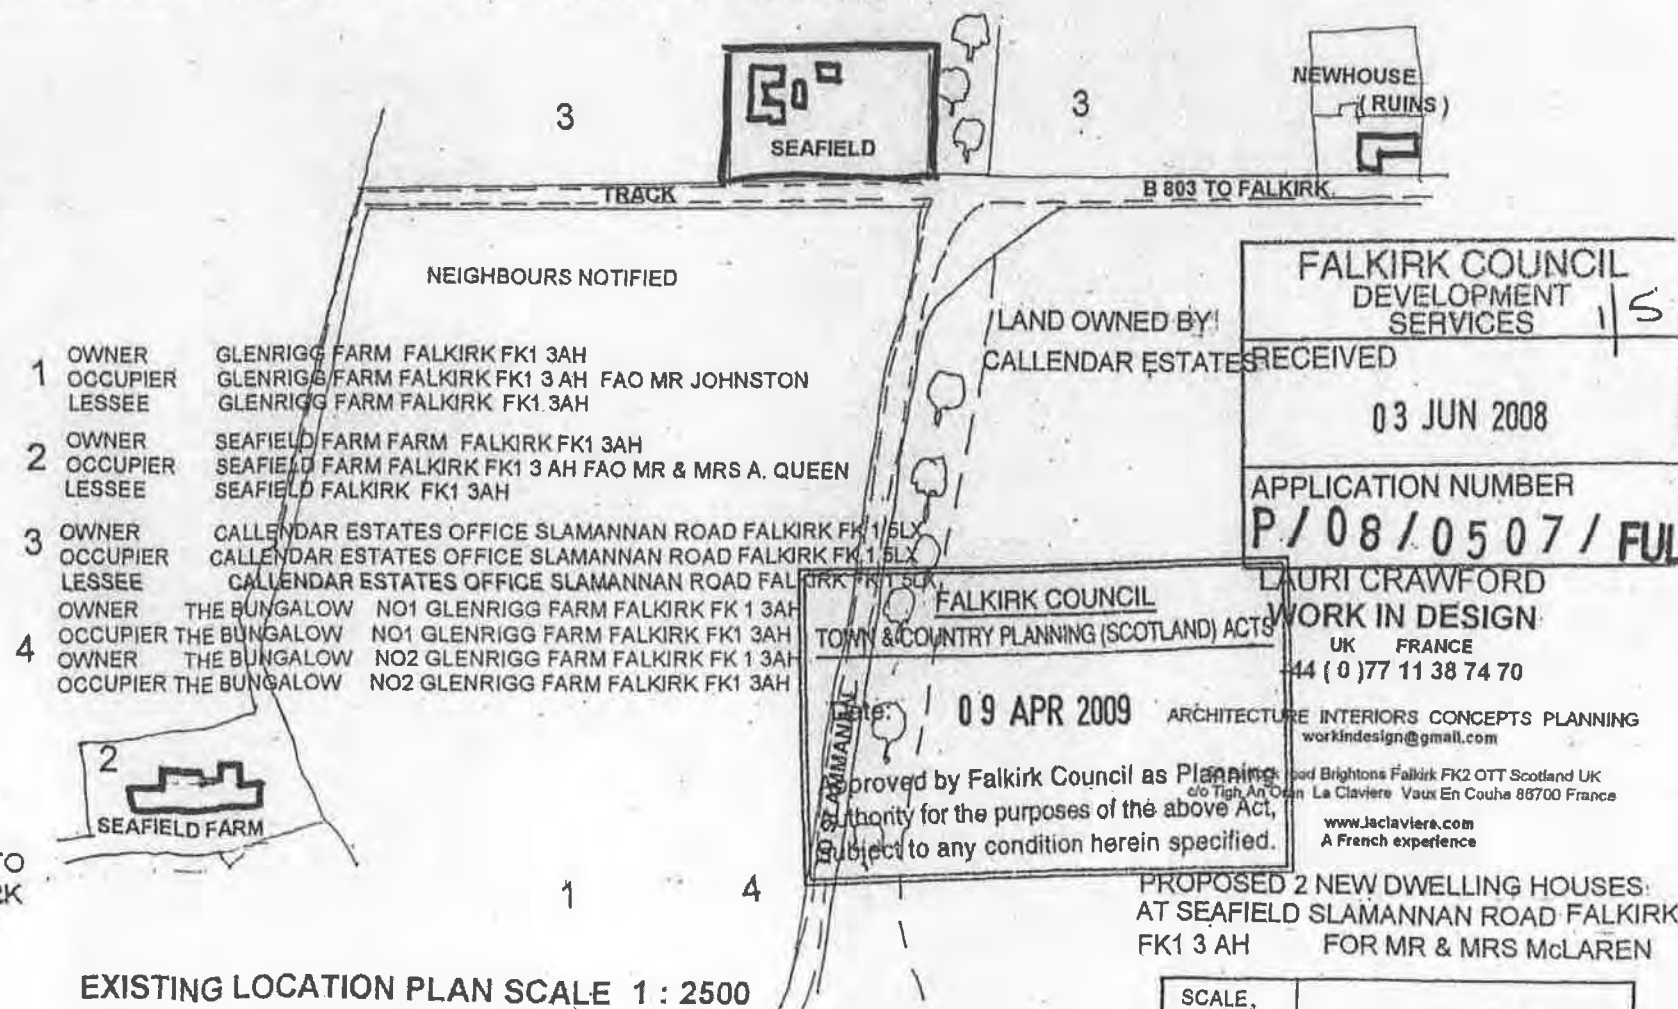 3
3
SEAFIELD
NEWHOUSE
( RUINS )
TRACK
B 803 TO FALKIRK
NEIGHBOURS NOTIFIED
LAND OWNED BY
CALLENDAR ESTATES
1
OWNER GLENRIGG FARM FALKIRK FK1 3AH
OCCUPIER GLENRIGG FARM FALKIRK FK1 3 AH FAO MR JOHNSTON
LESSEE GLENRIGG FARM FALKIRK FK1 3AH
2
OWNER SEAFIELD FARM FARM FALKIRK FK1 3AH
OCCUPIER SEAFIELD FARM FALKIRK FK1 3 AH FAO MR & MRS A. QUEEN
LESSEE SEAFIELD FALKIRK FK1 3AH
3
OWNER CALLENDAR ESTATES OFFICE SLAMANNAN ROAD FALKIRK FK 1 5LX
OCCUPIER CALLENDAR ESTATES OFFICE SLAMANNAN ROAD FALKIRK FK 1 5LX
LESSEE CALLENDAR ESTATES OFFICE SLAMANNAN ROAD FALKIRK FK 1 5LX
4
OWNER THE BUNGALOW NO1 GLENRIGG FARM FALKIRK FK 1 3AH
OCCUPIER THE BUNGALOW NO1 GLENRIGG FARM FALKIRK FK1 3AH
OWNER THE BUNGALOW NO2 GLENRIGG FARM FALKIRK FK 1 3AH
OCCUPIER THE BUNGALOW NO2 GLENRIGG FARM FALKIRK FK1 3AH
2
SEAFIELD FARM
TO
1
4
TO SLAMMANAN
EXISTING LOCATION PLAN SCALE 1 : 2500
FALKIRK COUNCIL
DEVELOPMENT
SERVICES
15
RECEIVED
03 JUN 2008
APPLICATION NUMBER
P / 08 / 0507 / FUL
FALKIRK COUNCIL
TOWN & COUNTRY PLANNING (SCOTLAND) ACTS
Date: 09 APR 2009
Approved by Falkirk Council as Planning
Authority for the purposes of the above Act,
subject to any condition herein specified.
LAURI CRAWFORD
WORK IN DESIGN
UK FRANCE
+44 ( 0 )77 11 38 74 70
ARCHITECTURE INTERIORS CONCEPTS PLANNING
workindesign@gmail.com
Brightons Falkirk FK2 OTT Scotland UK
c/o Tigh An La Claviere Vaux En Couhe 86700 France
www.laclaviere.com
A French experience
PROPOSED 2 NEW DWELLING HOUSES
AT SEAFIELD SLAMANNAN ROAD FALKIRK
FK1 3 AH FOR MR & MRS McLAREN
SCALE,